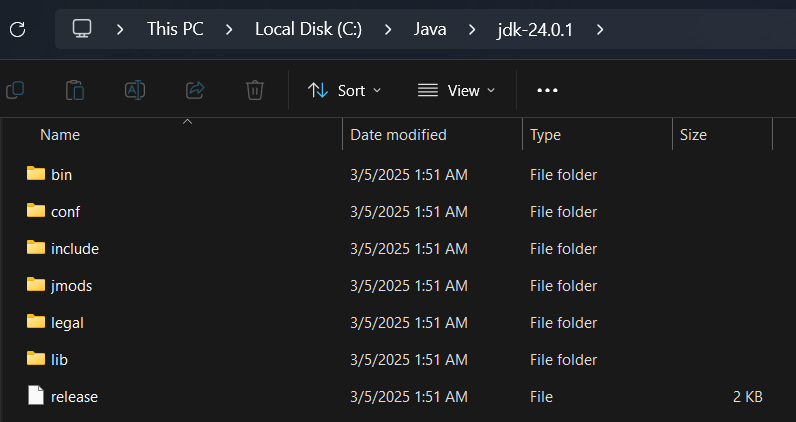 This PC > Local Disk (C:) > Java > jdk-24.0.1 >
Sort View
Name Date modified Type Size
bin 3/5/2025 1:51 AM File folder
conf 3/5/2025 1:51 AM File folder
include 3/5/2025 1:51 AM File folder
jmods 3/5/2025 1:51 AM File folder
legal 3/5/2025 1:51 AM File folder
lib 3/5/2025 1:51 AM File folder
release 3/5/2025 1:51 AM File 2 KB